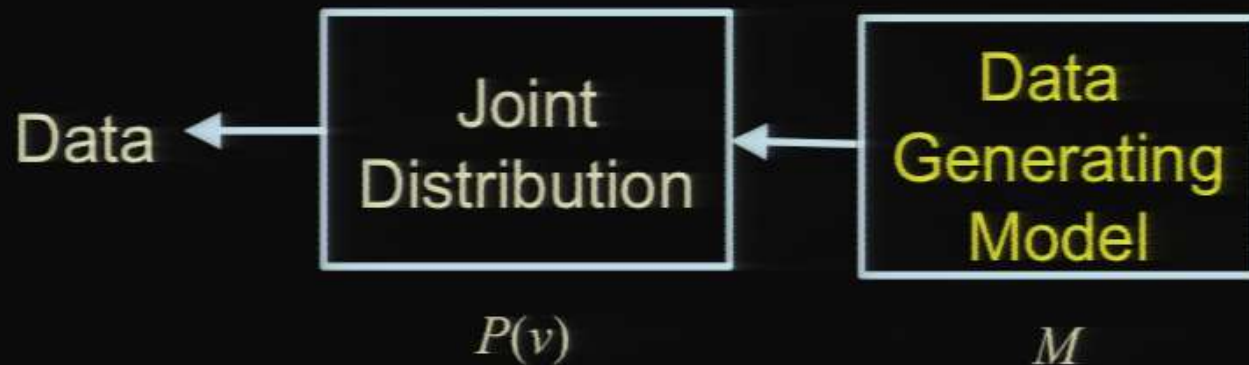 Data
Joint
Distribution
Data
Generating
Model
P(v)
M